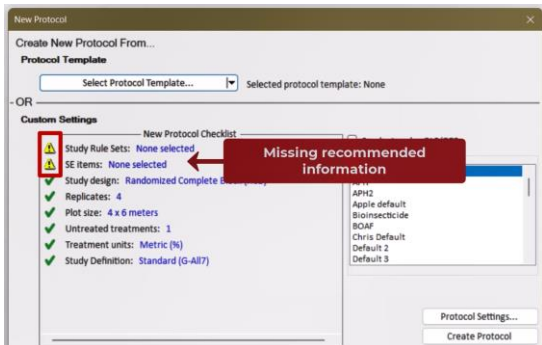 New Protocol
Create New Protocol From...
Protocol Template
Select Protocol Template...
Selected protocol template: None
OR
Custom Settings
New Protocol Checklist
Study Rule Sets: None selected
SE items: None selected
Missing recommended
information
Study design: Randomized Complete
Replicates: 4
Plot size: 4 x 6 meters
Untreated treatments: 1
Treatment units: Metric (%)
Study Definition: Standard (G-All7)
APH2
Apple default
Bioinsecticide
BOAF
Chris Default
Default 2
Default 3
Protocol Settings...
Create Protocol